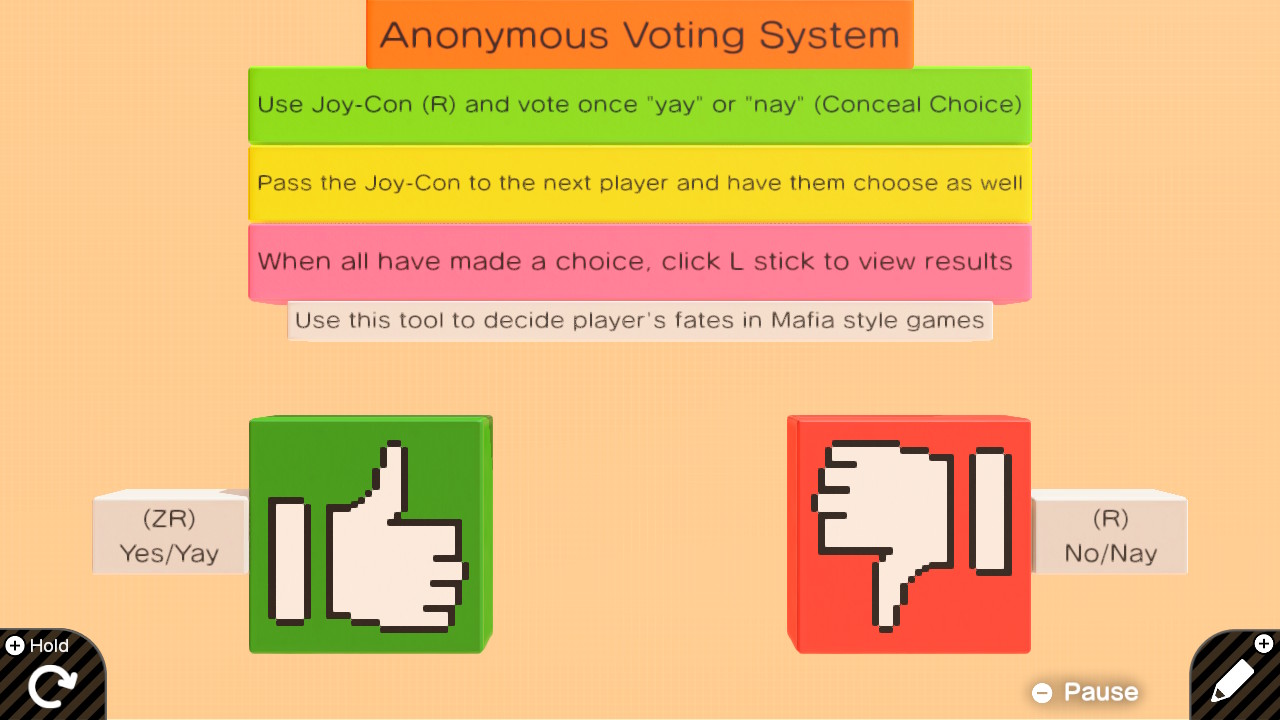 Anonymous Voting System
Use Joy-Con (R) and vote once "yay" or "nay" (Conceal Choice)
Pass the Joy-Con to the next player and have them choose as well
When all have made a choice, click L stick to view results
Use this tool to decide player's fates in Mafia style games
(ZR)
Yes/Yay
(R)
No/Nay
Hold
Pause